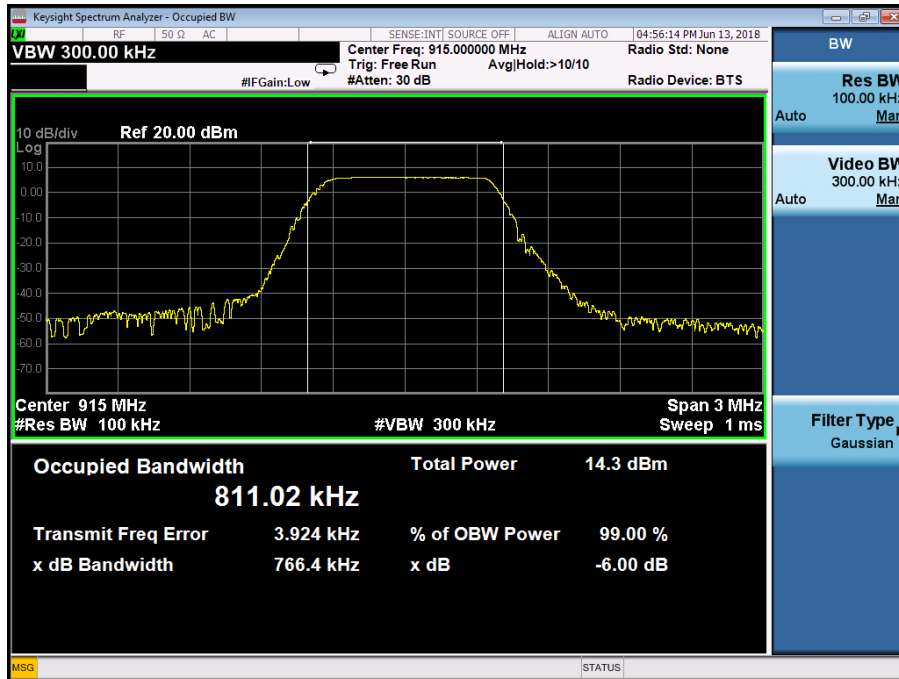 Keysight Spectrum Analyzer - Occupied BW
LXI RF 50 Ω AC SENSE:INT SOURCE OFF ALIGN AUTO 04:56:14 PM Jun 13, 2018
VBW 300.00 kHz
Center Freq: 915.000000 MHz
Radio Std: None
Trig: Free Run Avg|Hold:>10/10
#IFGain:Low #Atten: 30 dB
Radio Device: BTS
10 dB/div Ref 20.00 dBm
Log
10.0
0.00
-10.0
-20.0
-30.0
-40.0
-50.0
-60.0
-70.0
Center 915 MHz
Span 3 MHz
#Res BW 100 kHz
#VBW 300 kHz
Sweep 1 ms
Occupied Bandwidth
811.02 kHz
Total Power 14.3 dBm
Transmit Freq Error 3.924 kHz
% of OBW Power 99.00 %
x dB Bandwidth 766.4 kHz
x dB -6.00 dB
MSG
STATUS
BW
Res BW
100.00 kHz
Auto Man
Video BW
300.00 kHz
Auto Man
Filter Type
Gaussian